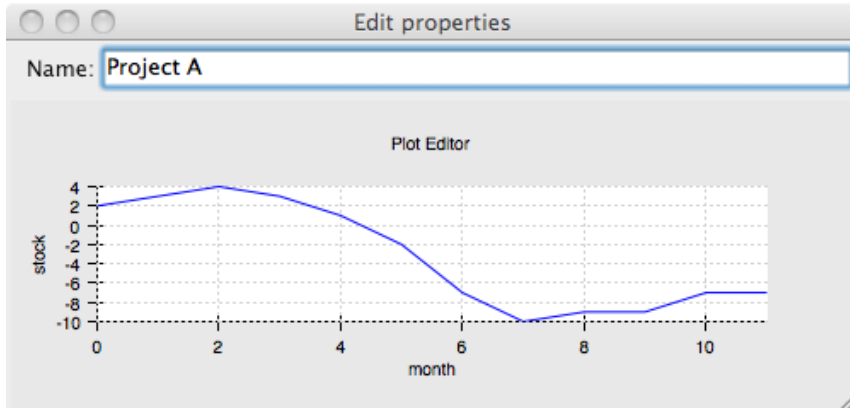 Edit properties
Name: Project A
Plot Editor
4
2
0
-2
-4
-6
-8
-10
stock
0 2 4 6 8 10
month